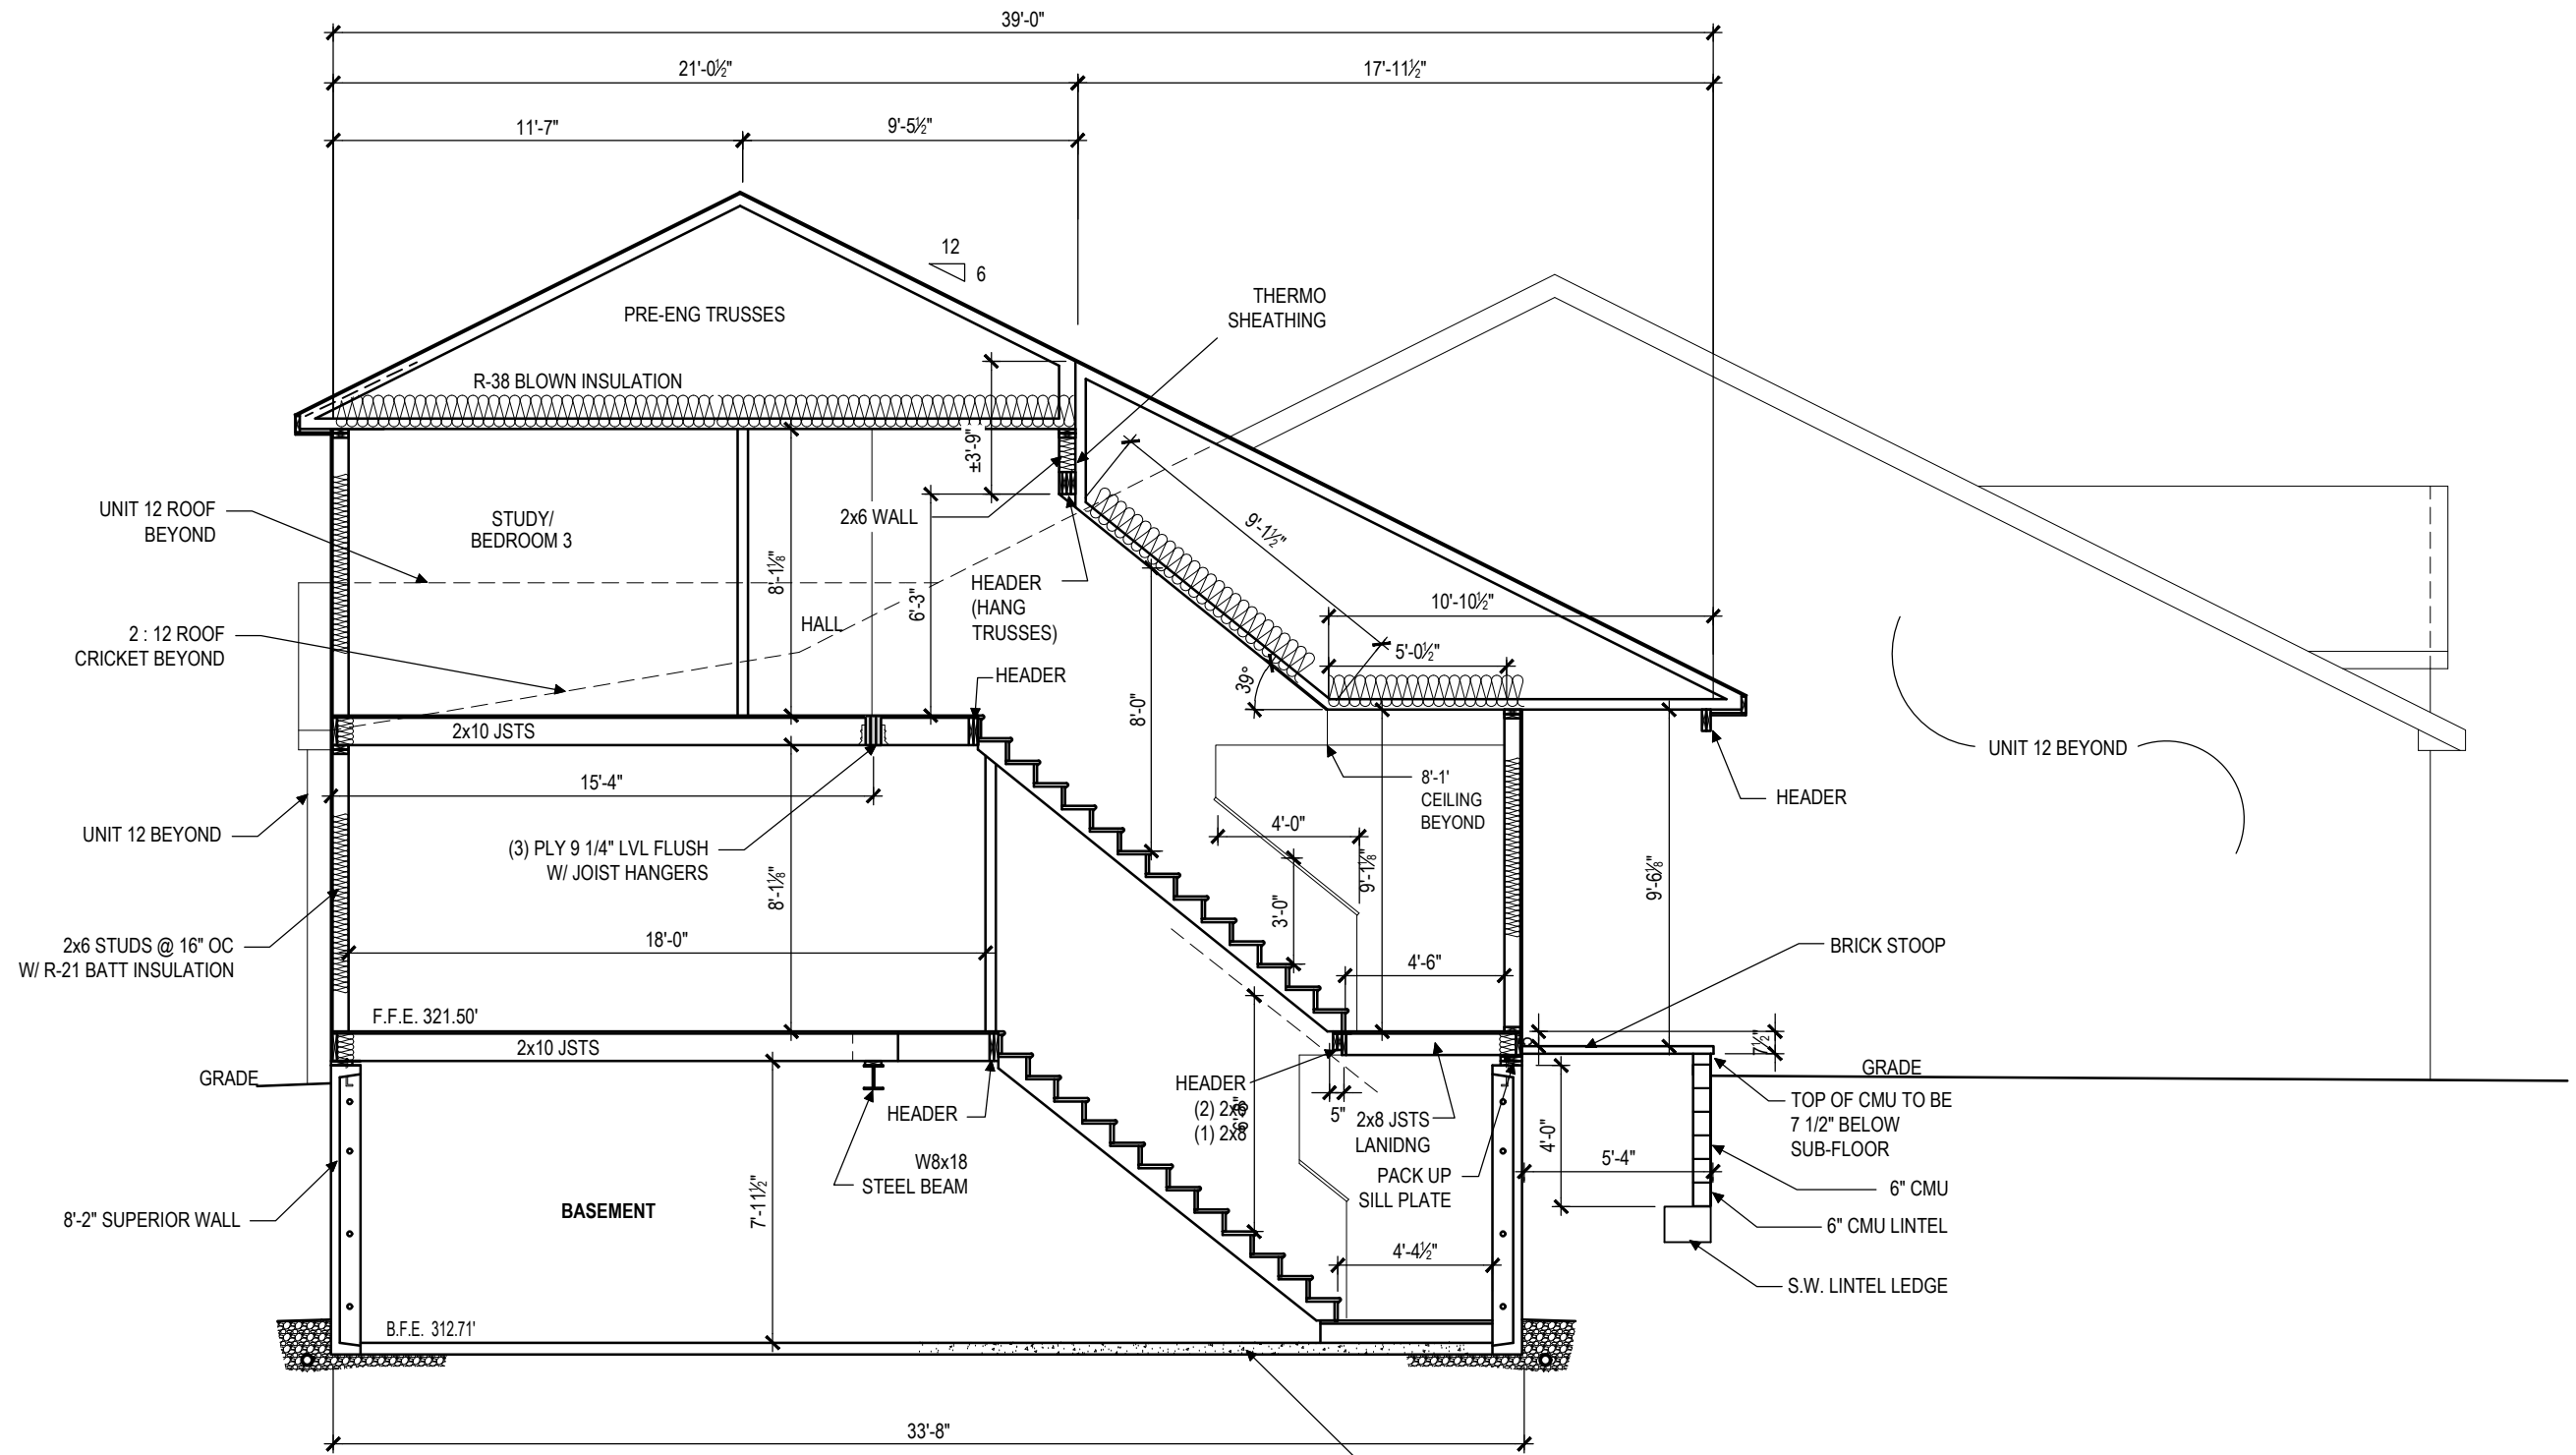 39'-0"
21'-0½"
17'-11½"
11'-7"
9'-5½"
12
6
THERMO
SHEATHING
PRE-ENG TRUSSES
R-38 BLOWN INSULATION
±3'-9"
UNIT 12 ROOF
BEYOND
STUDY/
BEDROOM 3
2x6 WALL
9'-1½"
8'-1⅛"
6'-3"
HEADER
(HANG
TRUSSES)
10'-10½"
2 : 12 ROOF
CRICKET BEYOND
HALL
5'-0½"
HEADER
39°
8'-0"
2x10 JSTS
UNIT 12 BEYOND
15'-4"
8'-1'
CEILING
BEYOND
HEADER
UNIT 12 BEYOND
(3) PLY 9 1/4" LVL FLUSH
W/ JOIST HANGERS
4'-0"
8'-1⅛"
9'-1⅛"
9'-6⅛"
3'-0"
2x6 STUDS @ 16" OC
W/ R-21 BATT INSULATION
18'-0"
4'-6"
BRICK STOOP
F.F.E. 321.50'
2x10 JSTS
7½"
GRADE
GRADE
HEADER
HEADER
(2) 2x6
(1) 2x8
5"
2x8 JSTS
LANIDNG
TOP OF CMU TO BE
7 1/2" BELOW
SUB-FLOOR
4'-0"
W8x18
STEEL BEAM
PACK UP
SILL PLATE
5'-4"
6" CMU
BASEMENT
7'-11½"
8'-2" SUPERIOR WALL
6" CMU LINTEL
4'-4½"
S.W. LINTEL LEDGE
B.F.E. 312.71'
33'-8"